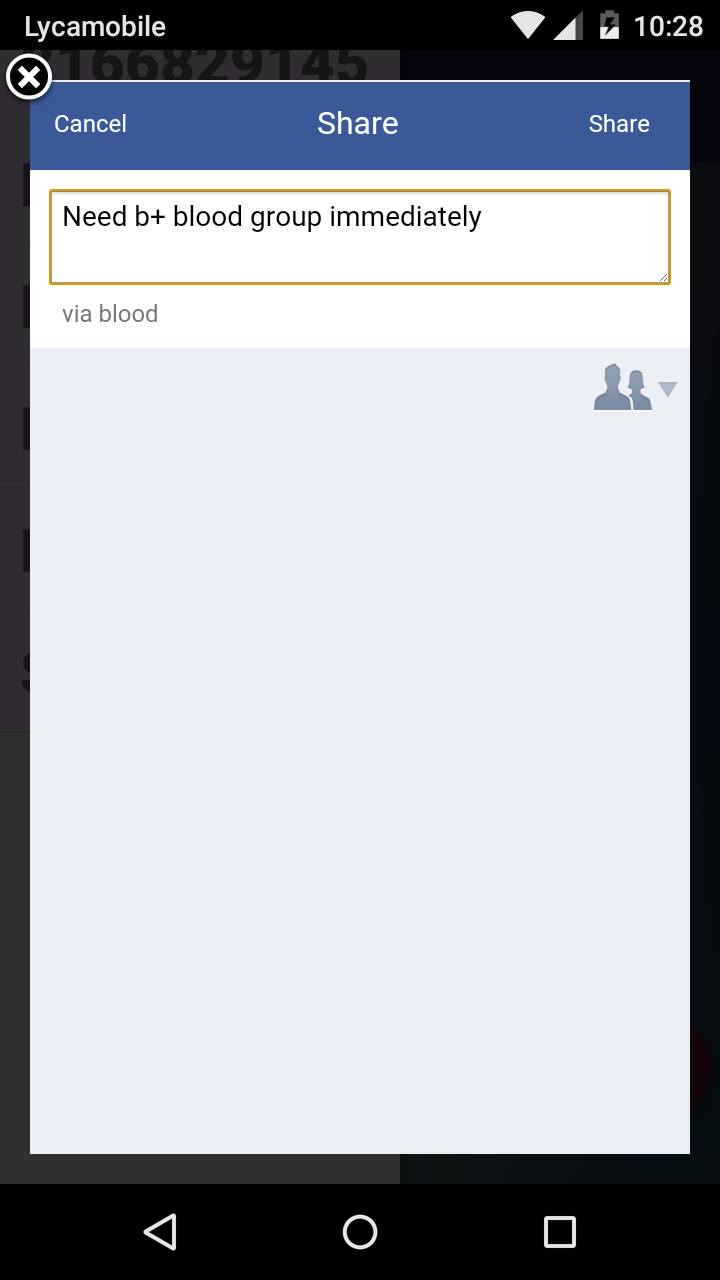 Lycamobile 10:28
Cancel Share Share
Need b+ blood group immediately
via blood